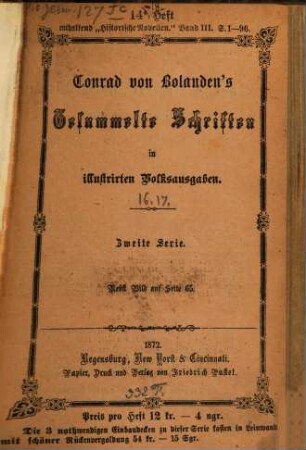 127
14s Heft
enthaltend „Historische Novellen.“ Band III. S. 1–96.
Conrad von Bolanden's
Gesammelte Schriften
in
illustrirten Volksausgaben.
16.17.
Zweite Serie.
Nebst Bild auf Seite 65.
1872.
Regensburg, New York & Cincinnati.
Papier, Druck und Verlag von Friedrich Pustet.
Preis pro Heft 12 kr. — 4 ngr.
Die 3 nothwendigen Einbanddecken zu dieser Serie kosten in Leinwand
mit schöner Rückenvergoldung 54 kr. — 15 Sgr.